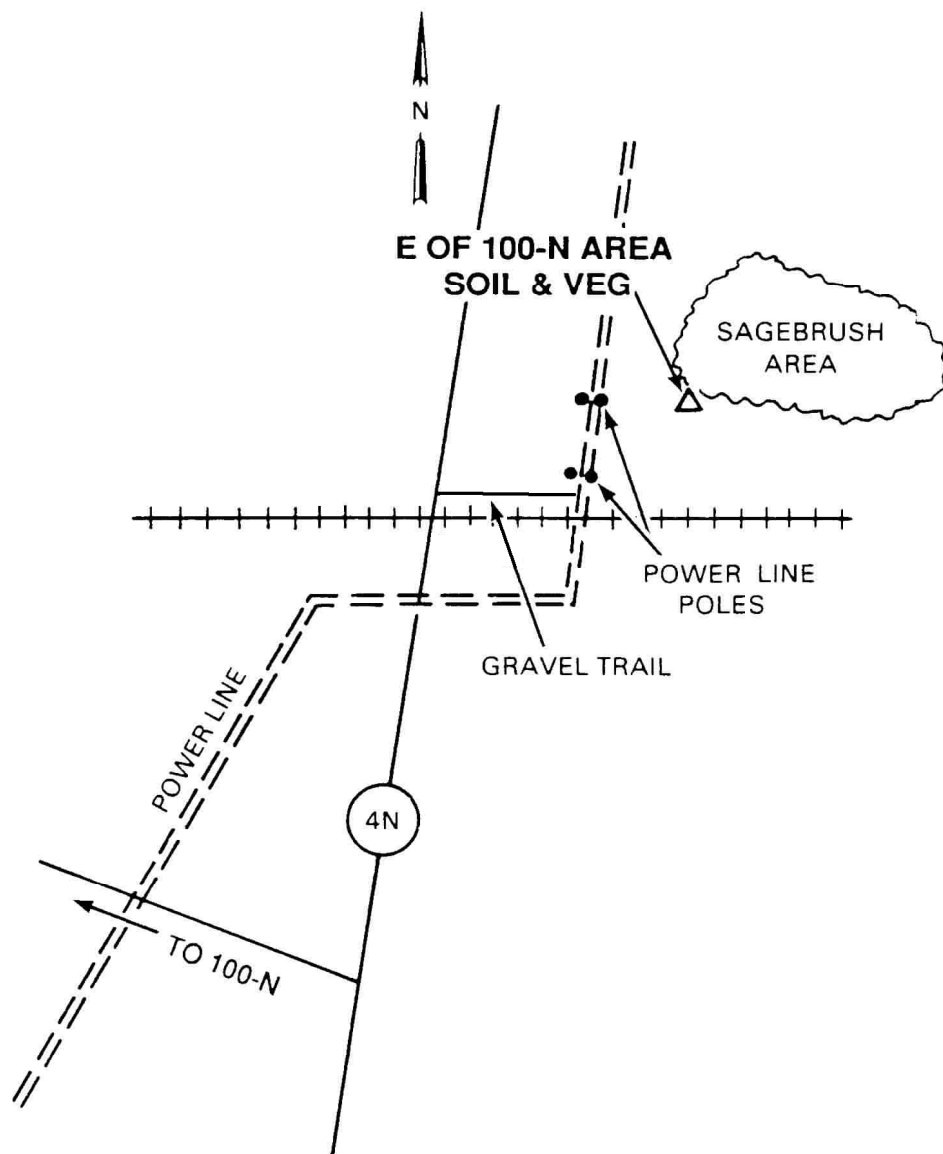 N
E OF 100-N AREA
SOIL & VEG
SAGEBRUSH
AREA
POWER LINE
POLES
GRAVEL TRAIL
POWER LINE
4N
TO 100-N